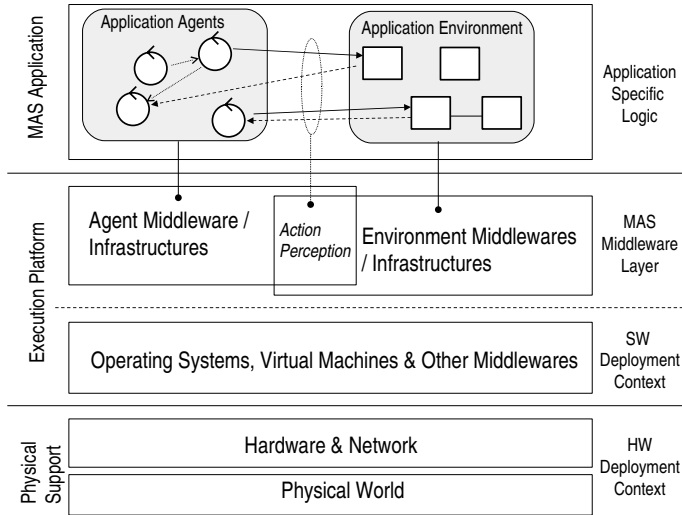 MAS Application
Application Agents
Application Environment
Application
Specific
Logic
Execution Platform
Agent Middleware /
Infrastructures
Action
Perception
Environment Middlewares
/ Infrastructures
MAS
Middleware
Layer
Operating Systems, Virtual Machines & Other Middlewares
SW
Deployment
Context
Physical
Support
Hardware & Network
Physical World
HW
Deployment
Context